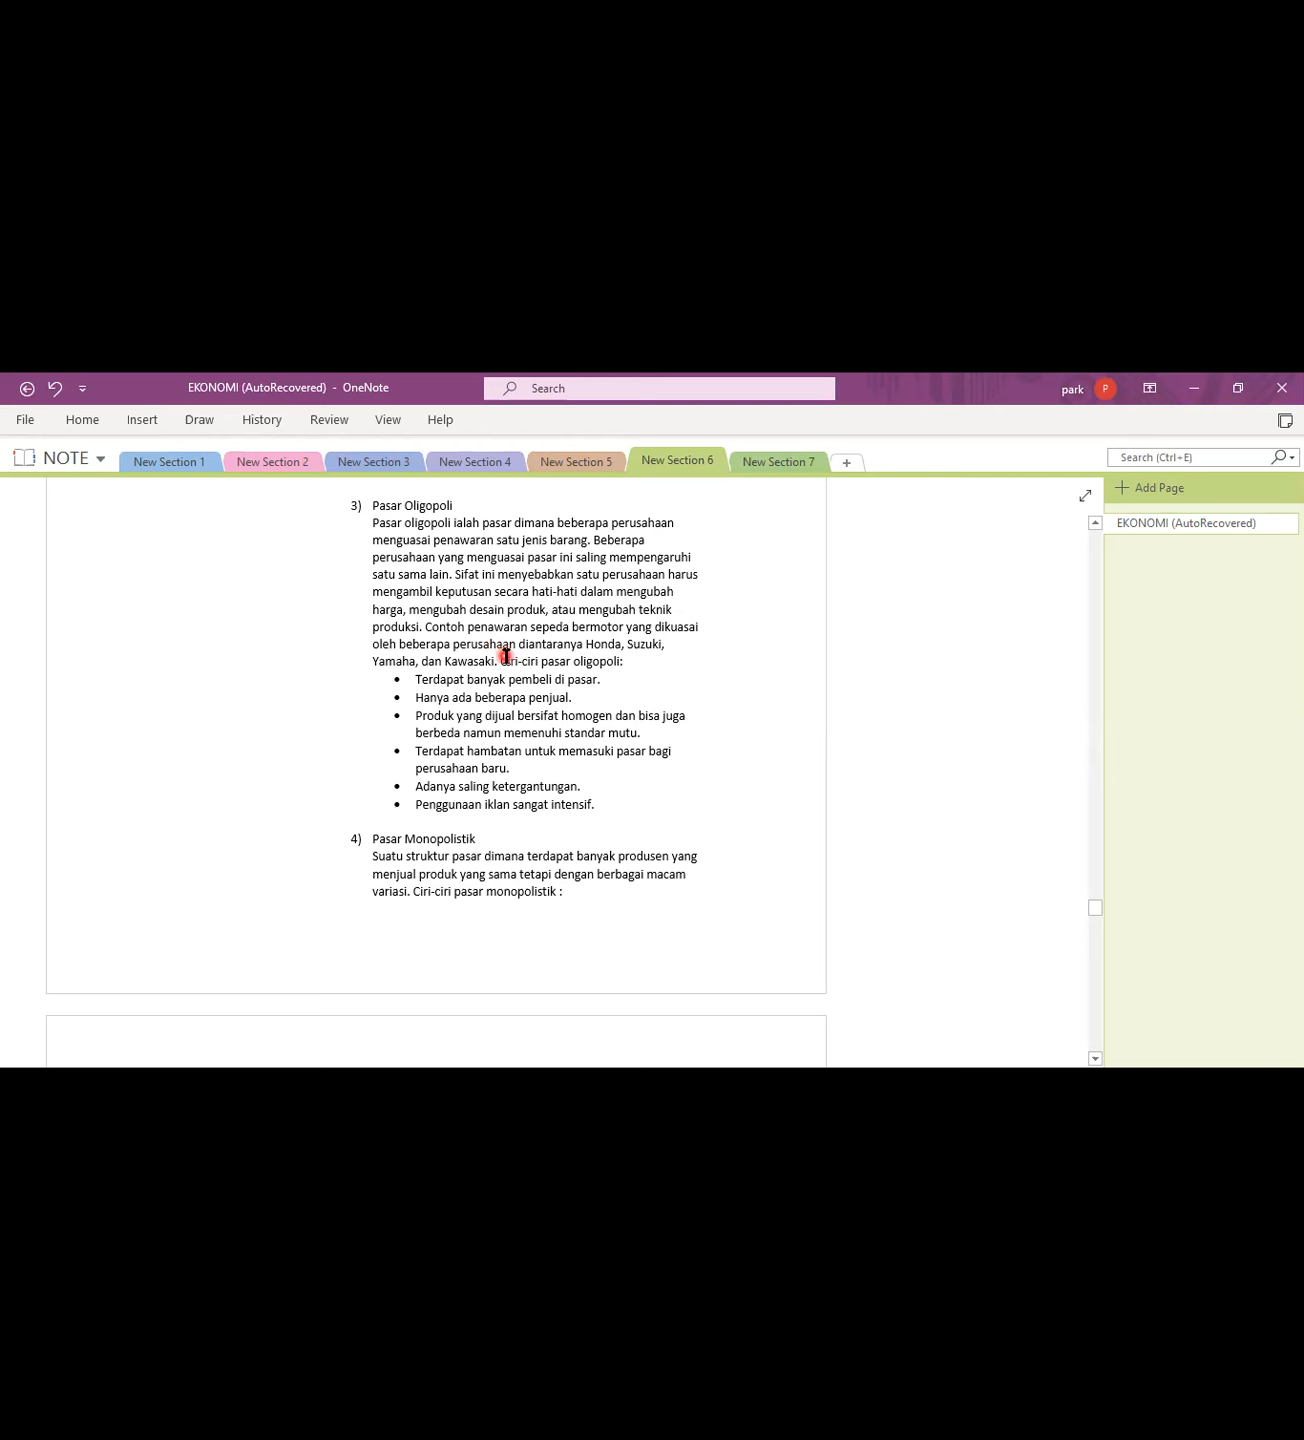 EKONOMI (AutoRecovered) - OneNote
Search
park
P
File Home Insert Draw History Review View Help
NOTE
New Section 1 New Section 2 New Section 3 New Section 4 New Section 5 New Section 6 New Section 7 +
Search (Ctrl+E)
Add Page
EKONOMI (AutoRecovered)
3) Pasar Oligopoli
Pasar oligopoli ialah pasar dimana beberapa perusahaan
menguasai penawaran satu jenis barang. Beberapa
perusahaan yang menguasai pasar ini saling mempengaruhi
satu sama lain. Sifat ini menyebabkan satu perusahaan harus
mengambil keputusan secara hati-hati dalam mengubah
harga, mengubah desain produk, atau mengubah teknik
produksi. Contoh penawaran sepeda bermotor yang dikuasai
oleh beberapa perusahaan diantaranya Honda, Suzuki,
Yamaha, dan Kawasaki. Ciri-ciri pasar oligopoli:
• Terdapat banyak pembeli di pasar.
• Hanya ada beberapa penjual.
• Produk yang dijual bersifat homogen dan bisa juga
berbeda namun memenuhi standar mutu.
• Terdapat hambatan untuk memasuki pasar bagi
perusahaan baru.
• Adanya saling ketergantungan.
• Penggunaan iklan sangat intensif.
4) Pasar Monopolistik
Suatu struktur pasar dimana terdapat banyak produsen yang
menjual produk yang sama tetapi dengan berbagai macam
variasi. Ciri-ciri pasar monopolistik :